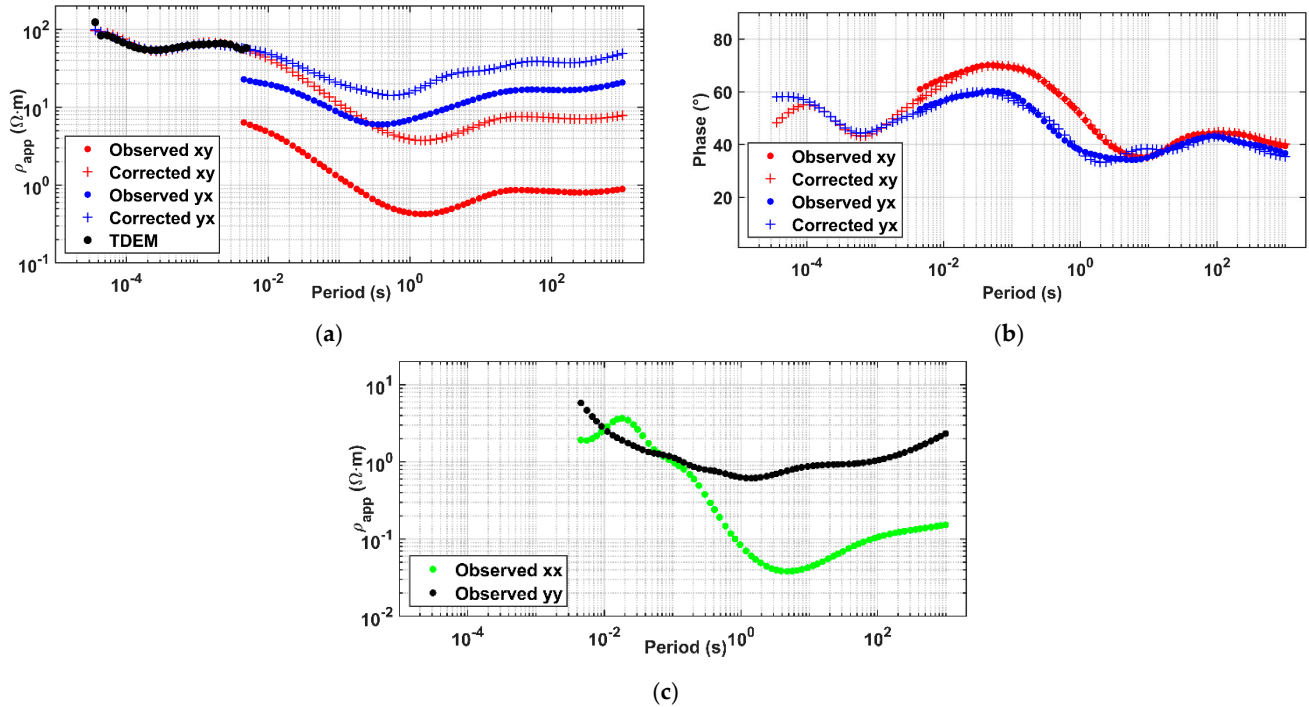 10^2
10^1
10^0
10^-1
ρapp (Ω·m)
Observed xy
Corrected xy
Observed yx
Corrected yx
TDEM
10^-4 10^-2 10^0 10^2
Period (s)
(a)
80
60
40
20
Phase (°)
Observed xy
Corrected xy
Observed yx
Corrected yx
10^-4 10^-2 10^0 10^2
Period (s)
(b)
10^1
10^0
10^-1
10^-2
ρapp (Ω·m)
Observed xx
Observed yy
10^-4 10^-2 10^0 10^2
Period (s)
(c)